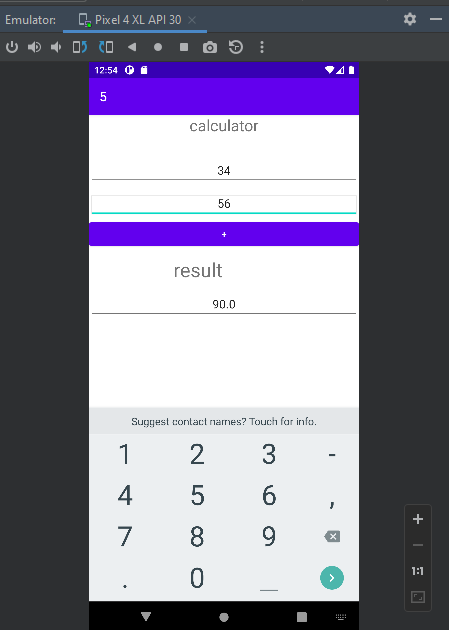 Emulator: Pixel 4 XL API 30
12:54
5
calculator
34
56
+
result
90.0
Suggest contact names? Touch for info.
1 2 3 -
4 5 6 ,
7 8 9
. 0 _
1:1